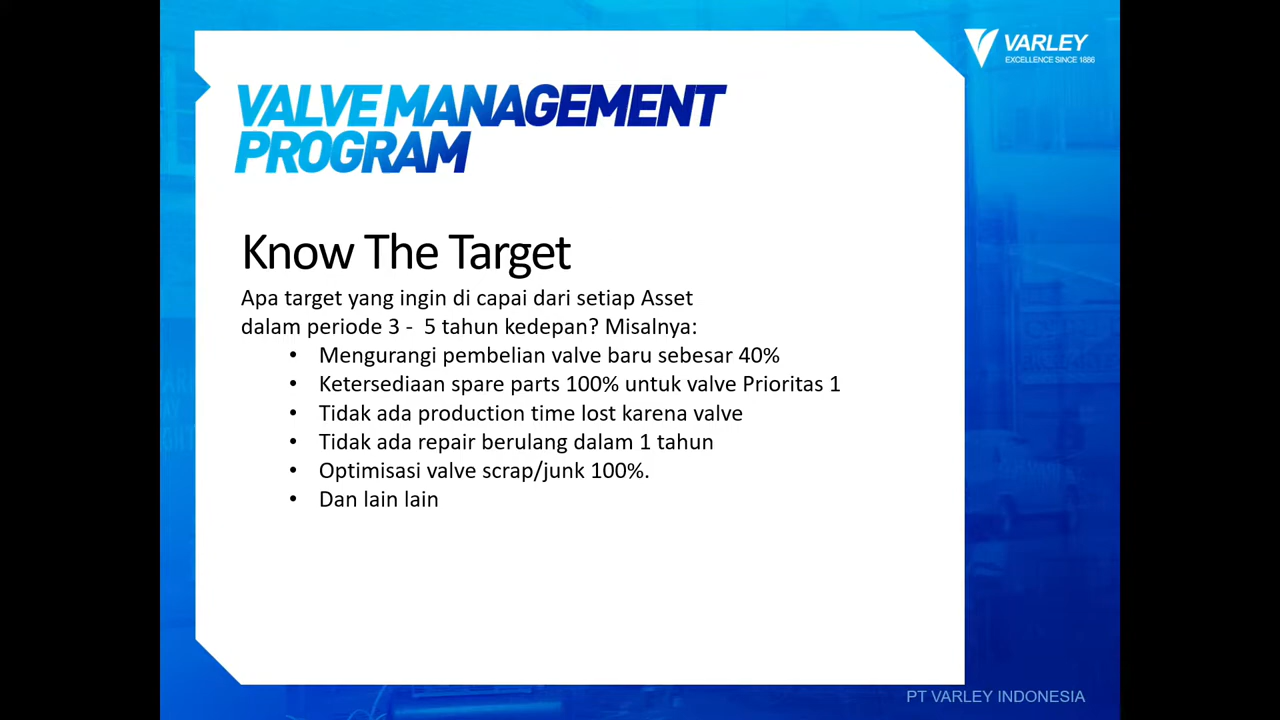 VARLEY
EXCELLENCE SINCE 1886
VALVE MANAGEMENT
PROGRAM
Know The Target
Apa target yang ingin di capai dari setiap Asset
dalam periode 3 - 5 tahun kedepan? Misalnya:
• Mengurangi pembelian valve baru sebesar 40%
• Ketersediaan spare parts 100% untuk valve Prioritas 1
• Tidak ada production time lost karena valve
• Tidak ada repair berulang dalam 1 tahun
• Optimisasi valve scrap/junk 100%.
• Dan lain lain
PT VARLEY INDONESIA